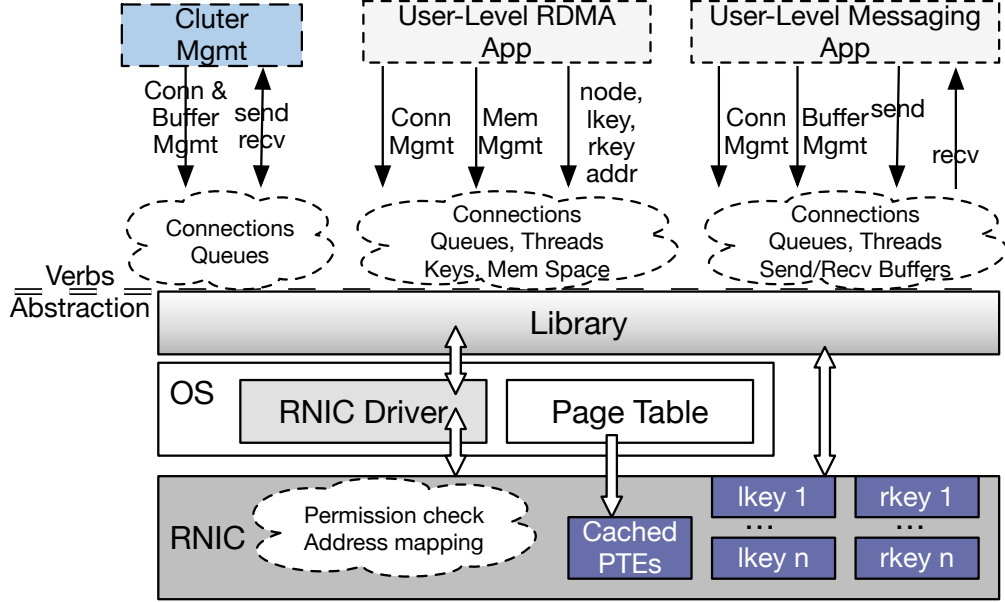 Cluter
Mgmt
User-Level RDMA
App
User-Level Messaging
App
Conn &
Buffer
Mgmt
send
recv
Conn
Mgmt
Mem
Mgmt
node,
lkey,
rkey
addr
Conn
Mgmt
Buffer
Mgmt
send
recv
Connections
Queues
Connections
Queues, Threads
Keys, Mem Space
Connections
Queues, Threads
Send/Recv Buffers
Verbs
Abstraction
Library
OS
RNIC Driver
Page Table
RNIC
Permission check
Address mapping
Cached
PTEs
lkey 1
...
lkey n
rkey 1
...
rkey n